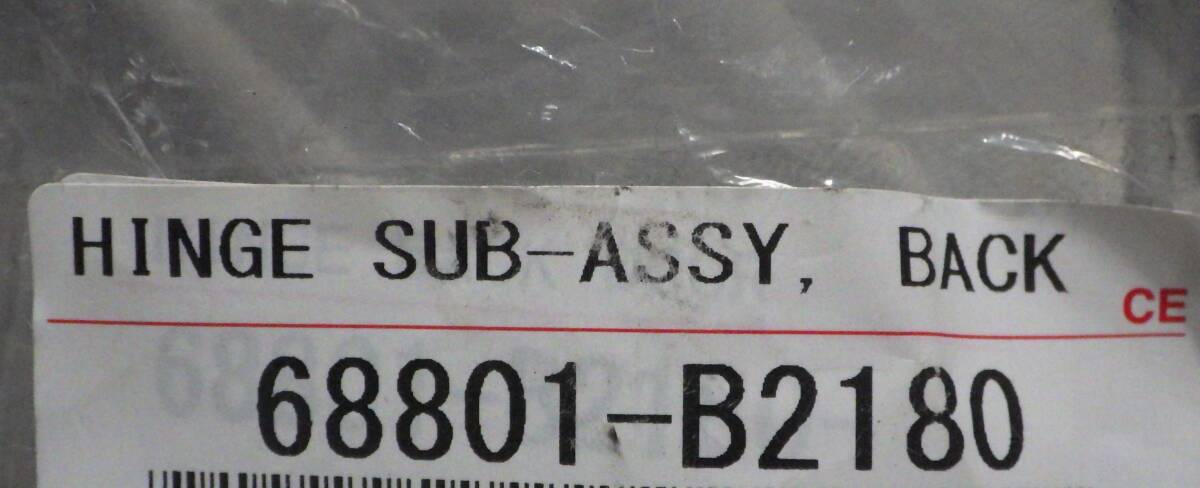 HINGE SUB-ASSY, BACK
CE
68801-B2180